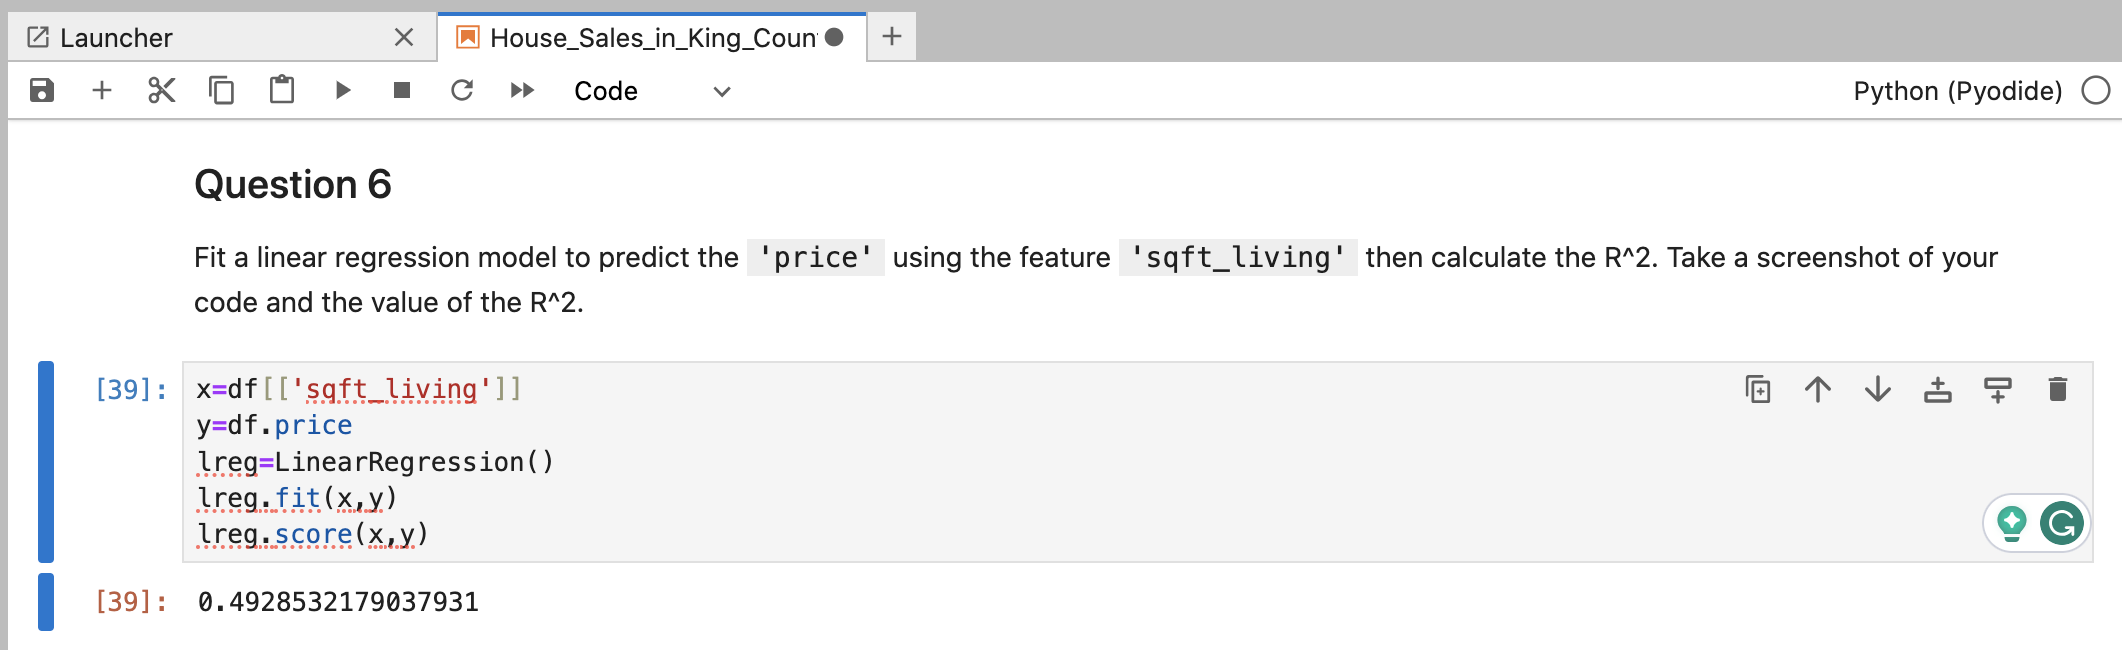 Launcher
House_Sales_in_King_Coun
Code
Python (Pyodide)
Question 6
Fit a linear regression model to predict the 'price' using the feature 'sqft_living' then calculate the R^2. Take a screenshot of your
code and the value of the R^2.
[39]:
x=df[['sqft_living']]
y=df.price
lreg=LinearRegression()
lreg.fit(x,y)
lreg.score(x,y)
[39]: 0.4928532179037931